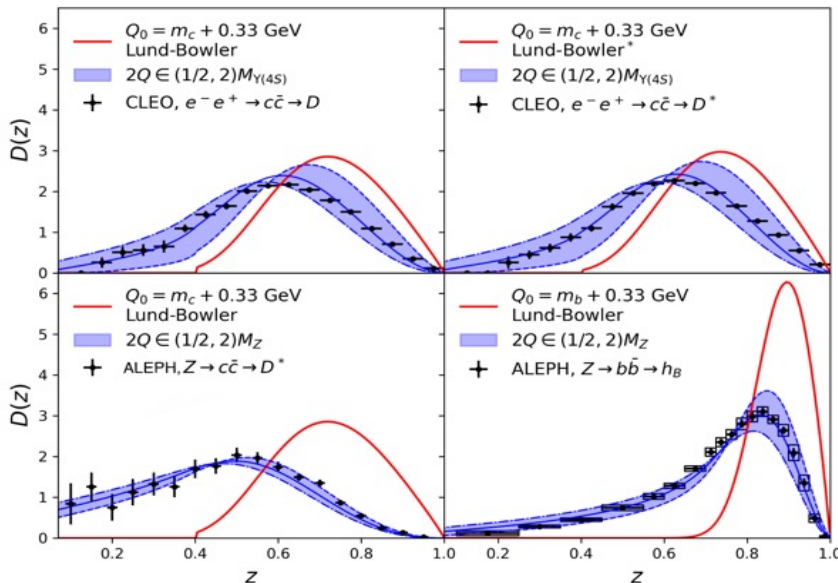 6
5
4
3
2
1
0
D(z)
Q₀ = m_c + 0.33 GeV
Lund-Bowler
2Q ∈ (1/2, 2)M_Υ(4S)
CLEO, e⁻e⁺ → cc̄ → D
Q₀ = m_c + 0.33 GeV
Lund-Bowler*
2Q ∈ (1/2, 2)M_Υ(4S)
CLEO, e⁻e⁺ → cc̄ → D*
6
5
4
3
2
1
0
D(z)
Q₀ = m_c + 0.33 GeV
Lund-Bowler
2Q ∈ (1/2, 2)M_Z
ALEPH, Z → cc̄ → D*
Q₀ = m_b + 0.33 GeV
Lund-Bowler
2Q ∈ (1/2, 2)M_Z
ALEPH, Z → bb̄ → h_B
0.2 0.4 0.6 0.8 1.0
0.2 0.4 0.6 0.8 1.0
z
z